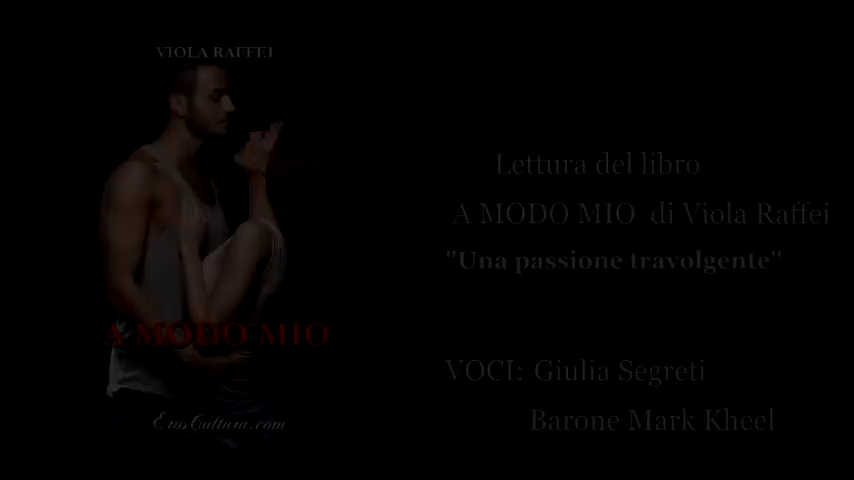 VIOLA RAFFEI
A MODO MIO
ErosCultura.com
Lettura del libro
A MODO MIO di Viola Raffei
"Una passione travolgente"
VOCI: Giulia Segreti
Barone Mark Kheel